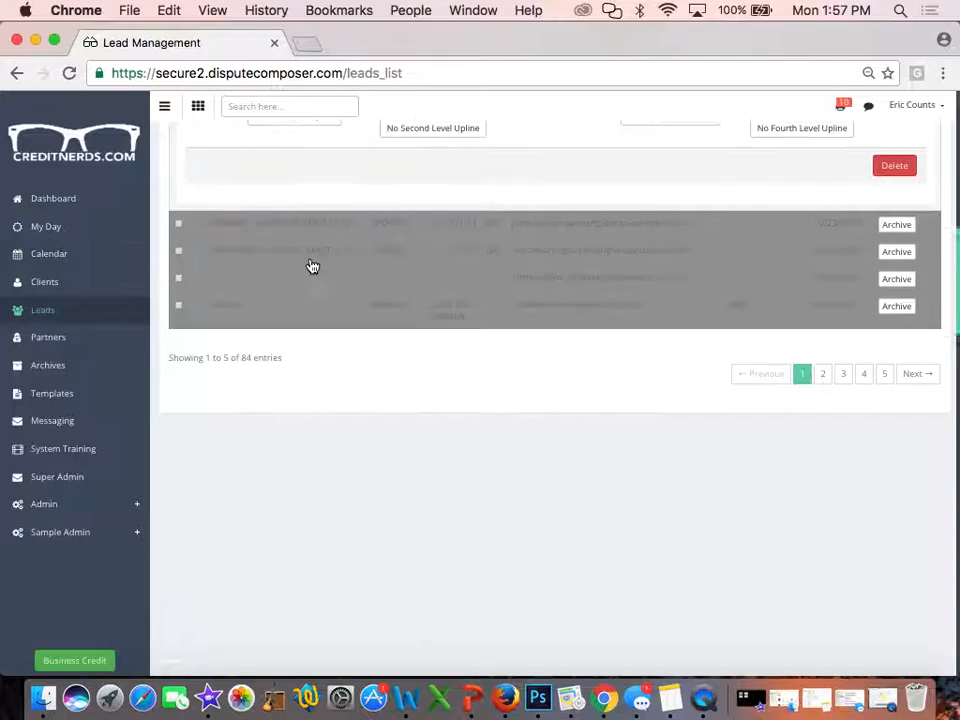 Chrome File Edit View History Bookmarks People Window Help 100% Mon 1:57 PM
Lead Management
https://secure2.disputecomposer.com/leads_list
Search here... 10 Eric Counts
CREDITNERDS.COM
No Second Level Upline No Fourth Level Upline
Delete
Dashboard
My Day
Calendar
Clients
Leads
Partners
Archives
Templates
Messaging
System Training
Super Admin
Admin +
Sample Admin +
Business Credit
Archive
Archive
Archive
Archive
Showing 1 to 5 of 84 entries
← Previous 1 2 3 4 5 Next →